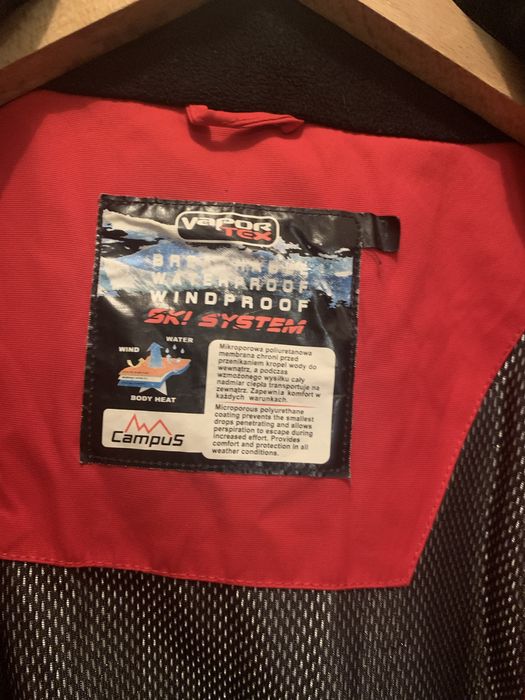 VAPOR
TEX
BREATHABLE
WATERPROOF
WINDPROOF
SKI SYSTEM
WATER
WIND
BODY HEAT
Mikroporowa poliuretanowa
membrana chroni przed
przenikaniem kropel wody do
wewnątrz, a podczas
wzmożonego wysiłku cały
nadmiar ciepła transportuje na
zewnątrz. Zapewnia komfort w
każdych warunkach.
Microporous polyurethane
coating prevents the smallest
drops penetrating and allows
perspiration to escape during
increased effort. Provides
comfort and protection in all
weather conditions.
CampuS